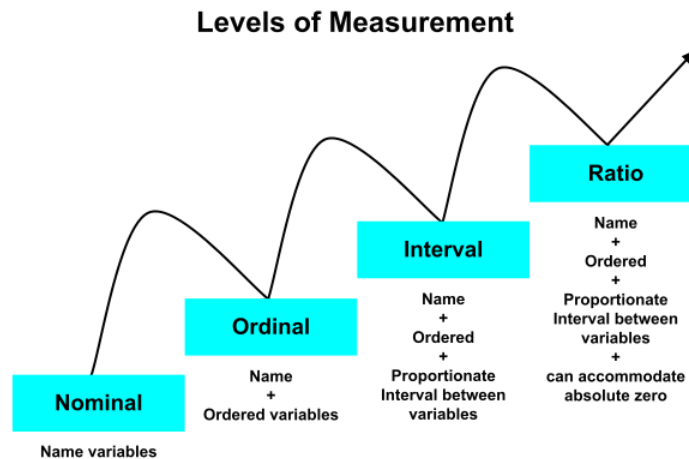 Levels of Measurement
Nominal
Name variables
Ordinal
Name
+
Ordered variables
Interval
Name
+
Ordered
+
Proportionate
Interval between
variables
Ratio
Name
+
Ordered
+
Proportionate
Interval between
variables
+
can accommodate
absolute zero